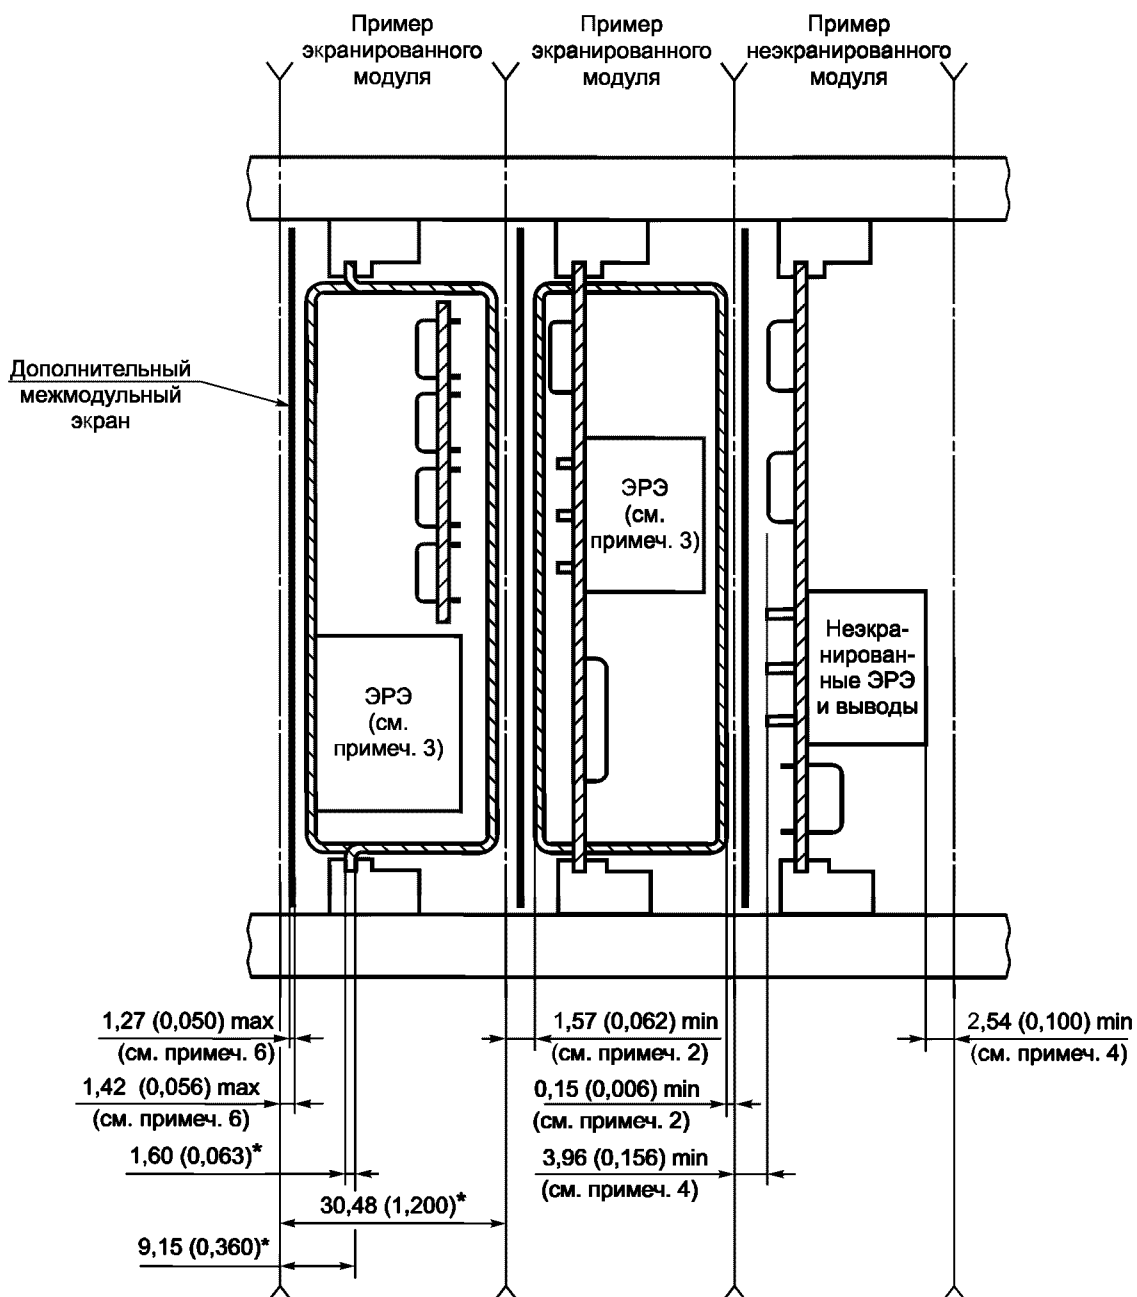 Пример
экранированного
модуля
Пример
экранированного
модуля
Пример
неэкранированного
модуля
Дополнительный
межмодульный
экран
ЭРЭ
(см.
примеч. 3)
ЭРЭ
(см.
примеч. 3)
Неэкра-
нирован-
ные ЭРЭ
и выводы
1,27 (0,050) max
(см. примеч. 6)
1,42 (0,056) max
(см. примеч. 6)
1,60 (0,063)*
30,48 (1,200)*
9,15 (0,360)*
1,57 (0,062) min
(см. примеч. 2)
0,15 (0,006) min
(см. примеч. 2)
3,96 (0,156) min
(см. примеч. 4)
2,54 (0,100) min
(см. примеч. 4)